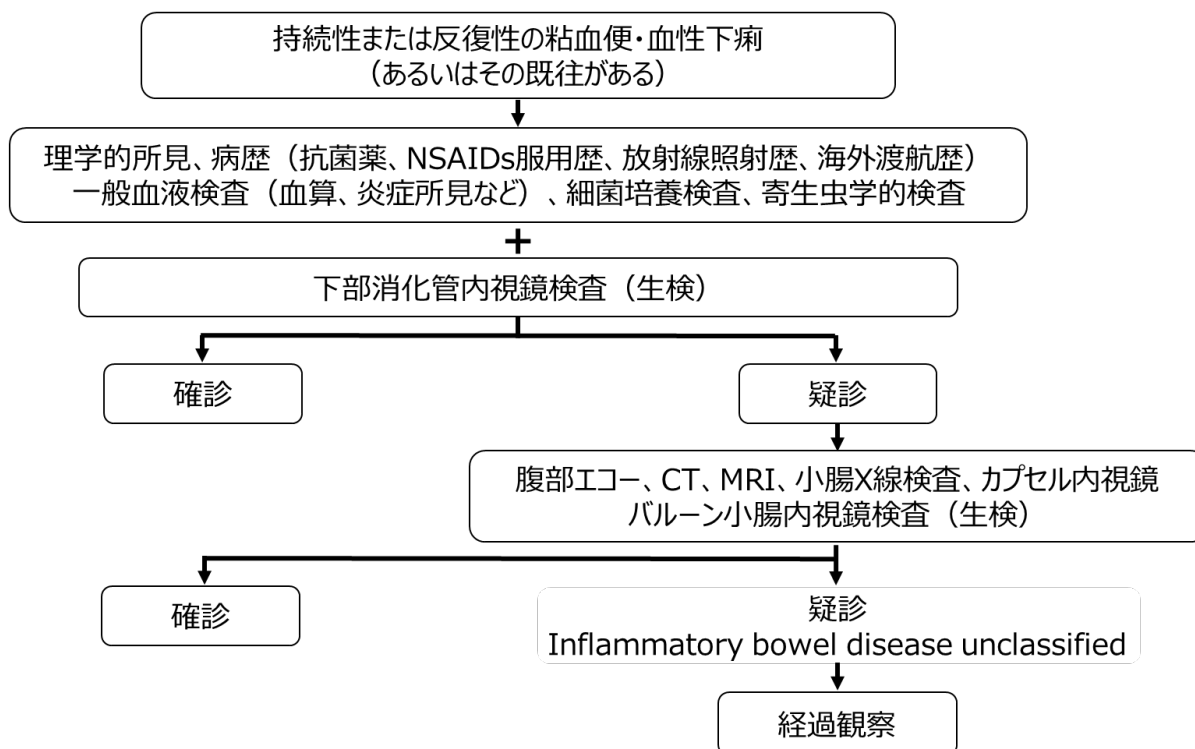 持続性または反復性の粘血便・血性下痢
（あるいはその既往がある）
理学的所見、病歴（抗菌薬、NSAIDs服用歴、放射線照射歴、海外渡航歴）
一般血液検査（血算、炎症所見など）、細菌培養検査、寄生虫学的検査
+
下部消化管内視鏡検査（生検）
確診
疑診
腹部エコー、CT、MRI、小腸X線検査、カプセル内視鏡
バルーン小腸内視鏡検査（生検）
確診
疑診
Inflammatory bowel disease unclassified
経過観察